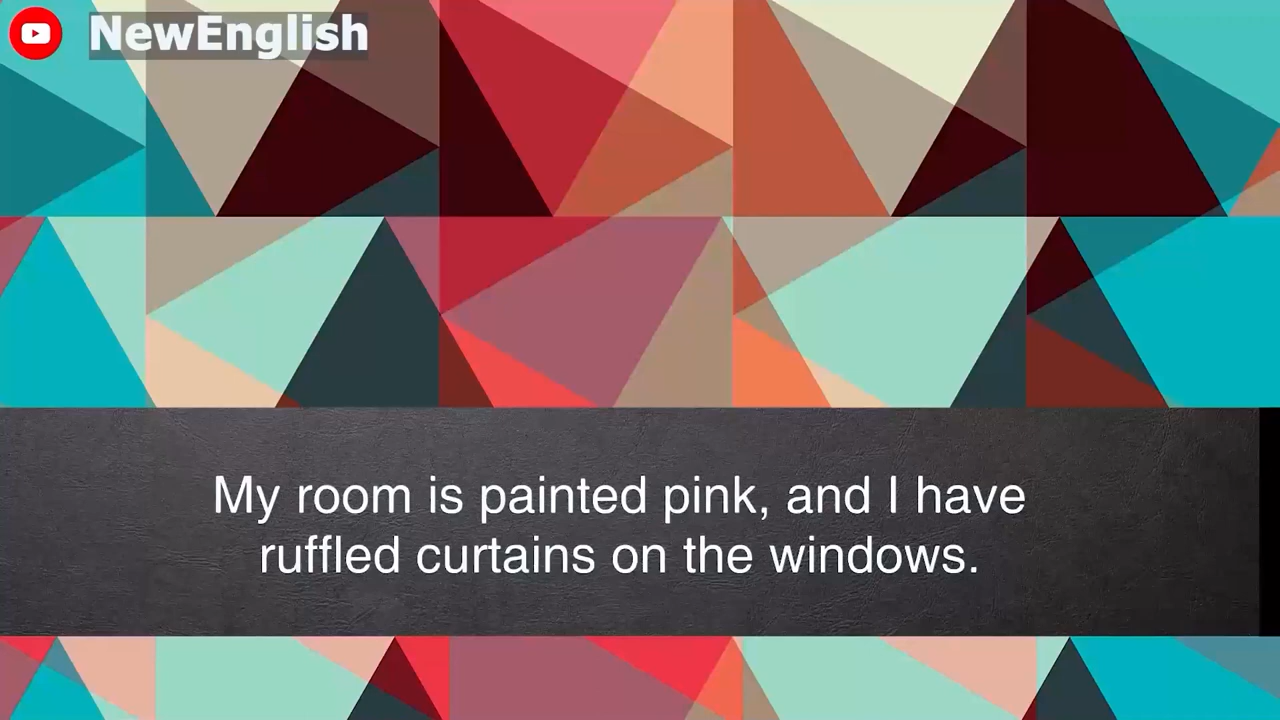 NewEnglish
My room is painted pink, and I have
ruffled curtains on the windows.